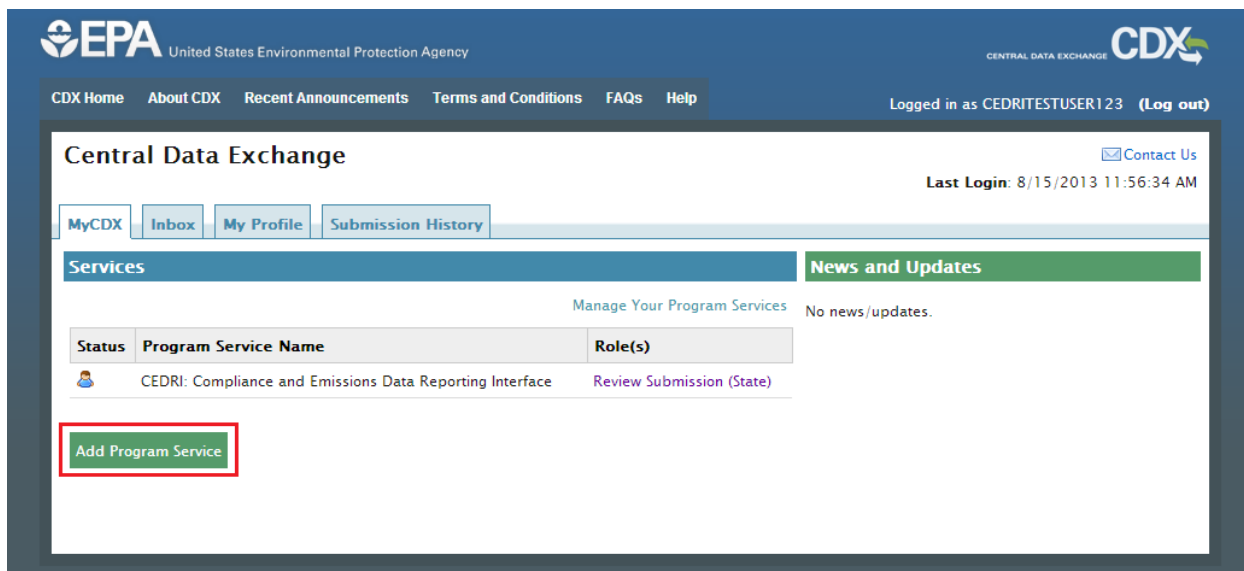 EPA United States Environmental Protection Agency
CENTRAL DATA EXCHANGE CDX
CDX Home About CDX Recent Announcements Terms and Conditions FAQs Help
Logged in as CEDRITESTUSER123 (Log out)
Central Data Exchange
Contact Us
Last Login: 8/15/2013 11:56:34 AM
MyCDX Inbox My Profile Submission History
Services
Manage Your Program Services
Status Program Service Name Role(s)
CEDRI: Compliance and Emissions Data Reporting Interface Review Submission (State)
Add Program Service
News and Updates
No news/updates.